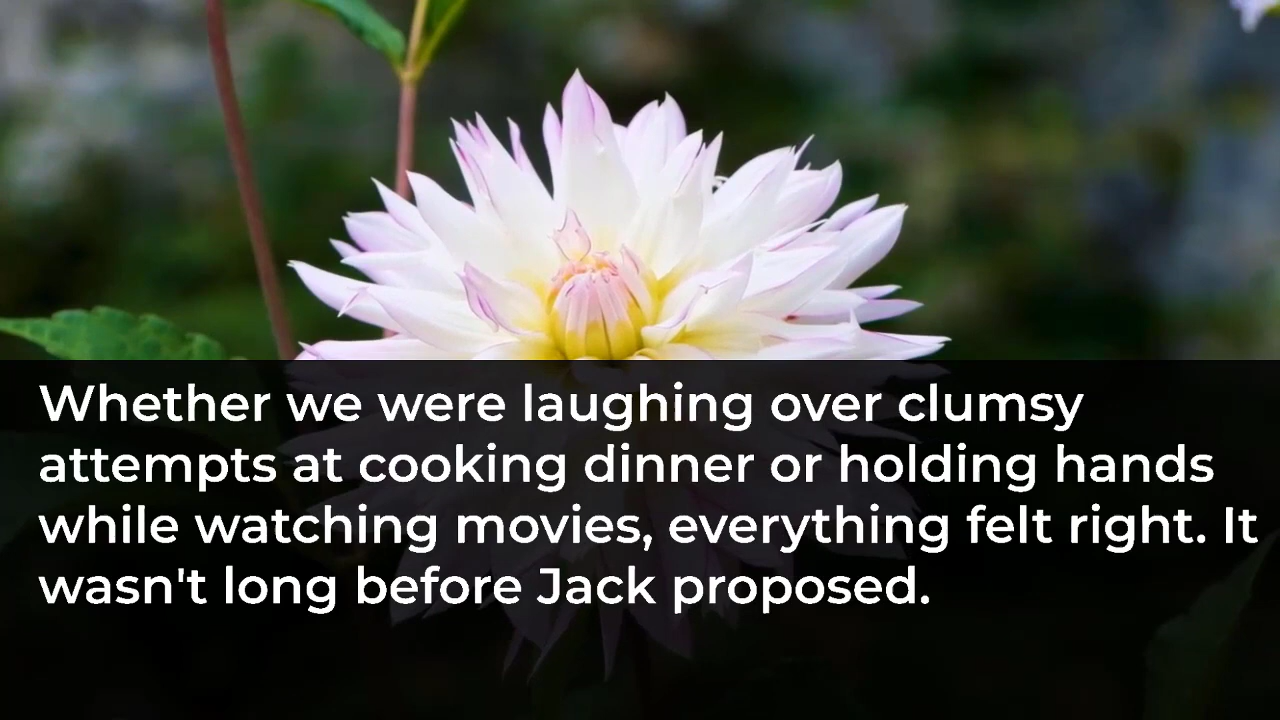 Whether we were laughing over clumsy
attempts at cooking dinner or holding hands
while watching movies, everything felt right. It
wasn't long before Jack proposed.